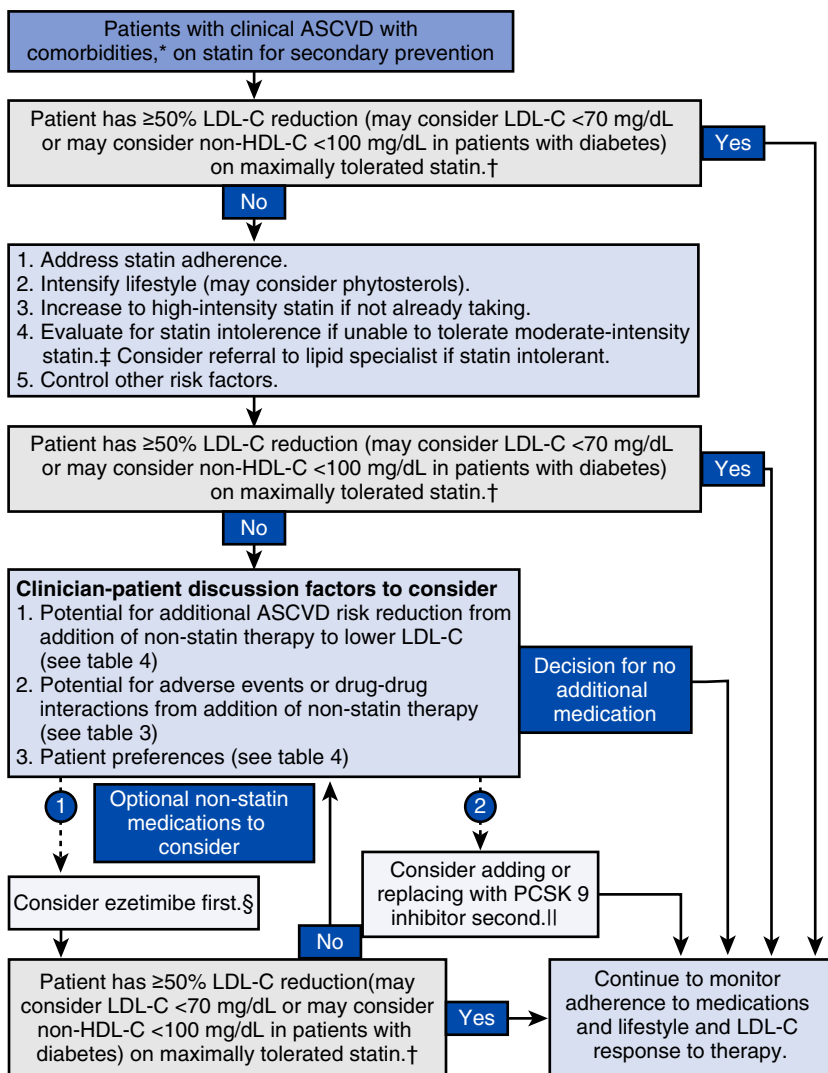 Patients with clinical ASCVD with
comorbidities,* on statin for secondary prevention
Patient has ≥50% LDL-C reduction (may consider LDL-C <70 mg/dL
or may consider non-HDL-C <100 mg/dL in patients with diabetes)
on maximally tolerated statin.†
Yes
No
1. Address statin adherence.
2. Intensify lifestyle (may consider phytosterols).
3. Increase to high-intensity statin if not already taking.
4. Evaluate for statin intolerence if unable to tolerate moderate-intensity
statin.‡ Consider referral to lipid specialist if statin intolerant.
5. Control other risk factors.
Patient has ≥50% LDL-C reduction (may consider LDL-C <70 mg/dL
or may consider non-HDL-C <100 mg/dL in patients with diabetes)
on maximally tolerated statin.†
Yes
No
Clinician-patient discussion factors to consider
1. Potential for additional ASCVD risk reduction from
addition of non-statin therapy to lower LDL-C
(see table 4)
2. Potential for adverse events or drug-drug
interactions from addition of non-statin therapy
(see table 3)
3. Patient preferences (see table 4)
Decision for no
additional
medication
1
Optional non-statin
medications to
consider
2
Consider ezetimibe first.§
Consider adding or
replacing with PCSK 9
inhibitor second.||
No
Patient has ≥50% LDL-C reduction(may
consider LDL-C <70 mg/dL or may consider
non-HDL-C <100 mg/dL in patients with
diabetes) on maximally tolerated statin.†
Yes
Continue to monitor
adherence to medications
and lifestyle and LDL-C
response to therapy.